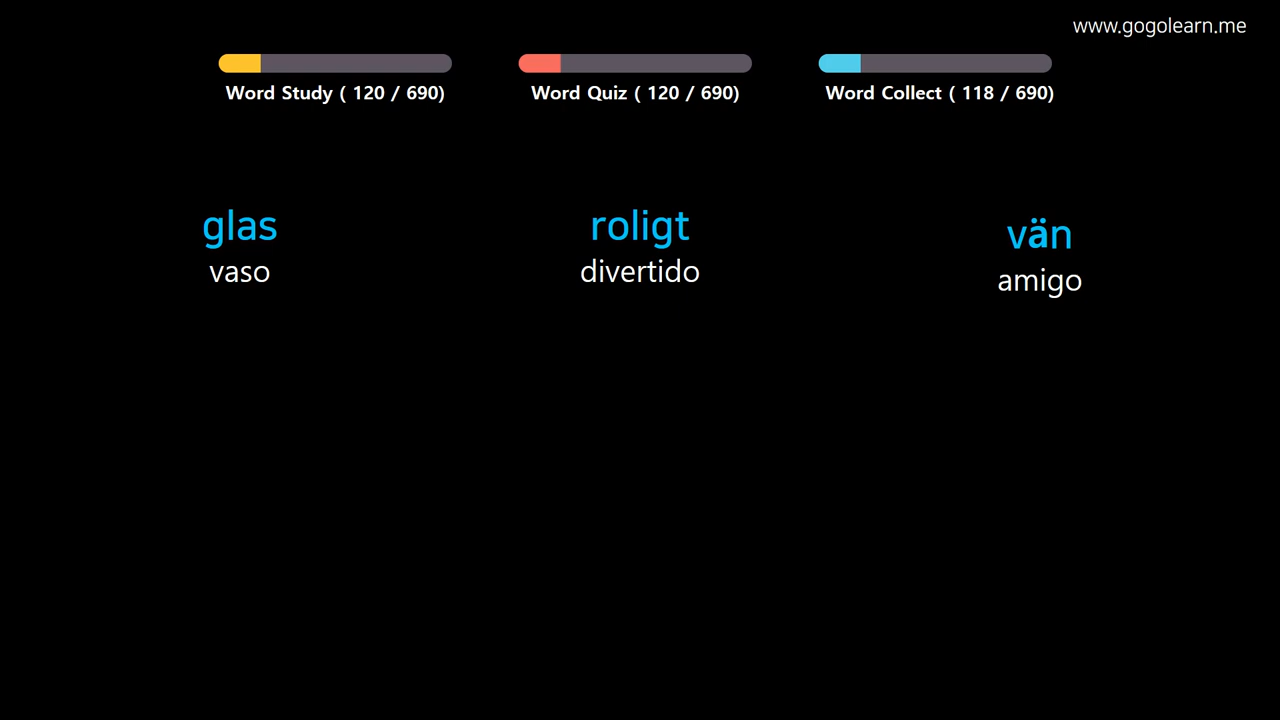 www.gogolearn.me
Word Study ( 120 / 690)
Word Quiz ( 120 / 690)
Word Collect ( 118 / 690)
glas
vaso
roligt
divertido
vän
amigo